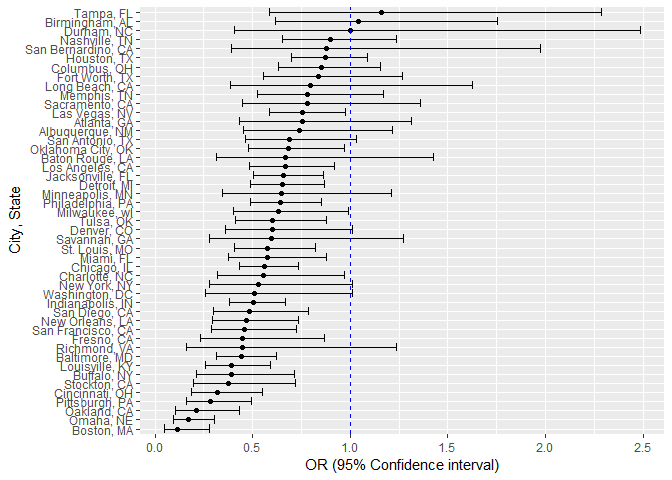 Tampa, FL
Birmingham, AL
Durham, NC
Nashville, TN
San Bernardino, CA
Houston, TX
Columbus, OH
Fort Worth, TX
Long Beach, CA
Memphis, TN
Sacramento, CA
Las Vegas, NV
Atlanta, GA
Albuquerque, NM
San Antonio, TX
Oklahoma City, OK
Baton Rouge, LA
Los Angeles, CA
Jacksonville, FL
Detroit, MI
Minneapolis, MN
Philadelphia, PA
Milwaukee, wI
Tulsa, OK
Denver, CO
Savannah, GA
St. Louis, MO
Miami, FL
Chicago, IL
Charlotte, NC
New York, NY
Washington, DC
Indianapolis, IN
San Diego, CA
New Orleans, LA
San Francisco, CA
Fresno, CA
Richmond, VA
Baltimore, MD
Louisville, KY
Buffalo, NY
Stockton, CA
Cincinnati, OH
Pittsburgh, PA
Oakland, CA
Omaha, NE
Boston, MA
City, State
0.0 0.5 1.0 1.5 2.0 2.5
OR (95% Confidence interval)